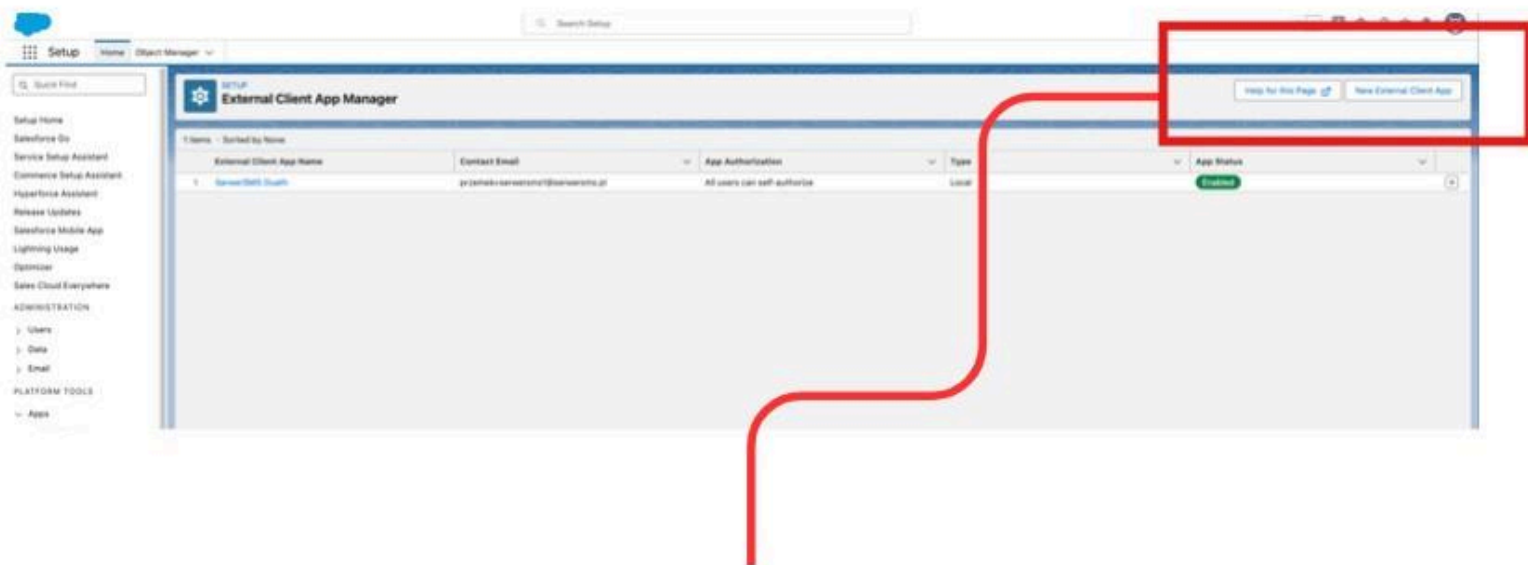 Search Setup
Setup Home Object Manager
Quick Find
SETUP
External Client App Manager
Help for this Page New External Client App
Setup Home
Salesforce Go
Service Setup Assistant
Commerce Setup Assistant
Hyperforce Assistant
Release Updates
Salesforce Mobile App
Lightning Usage
Optimizer
Sales Cloud Everywhere
ADMINISTRATION
Users
Data
Email
PLATFORM TOOLS
Apps
1 items · Sorted by None
External Client App Name Contact Email App Authorization Type App Status
1 SerwerSMS All users can self-authorize Local Enabled